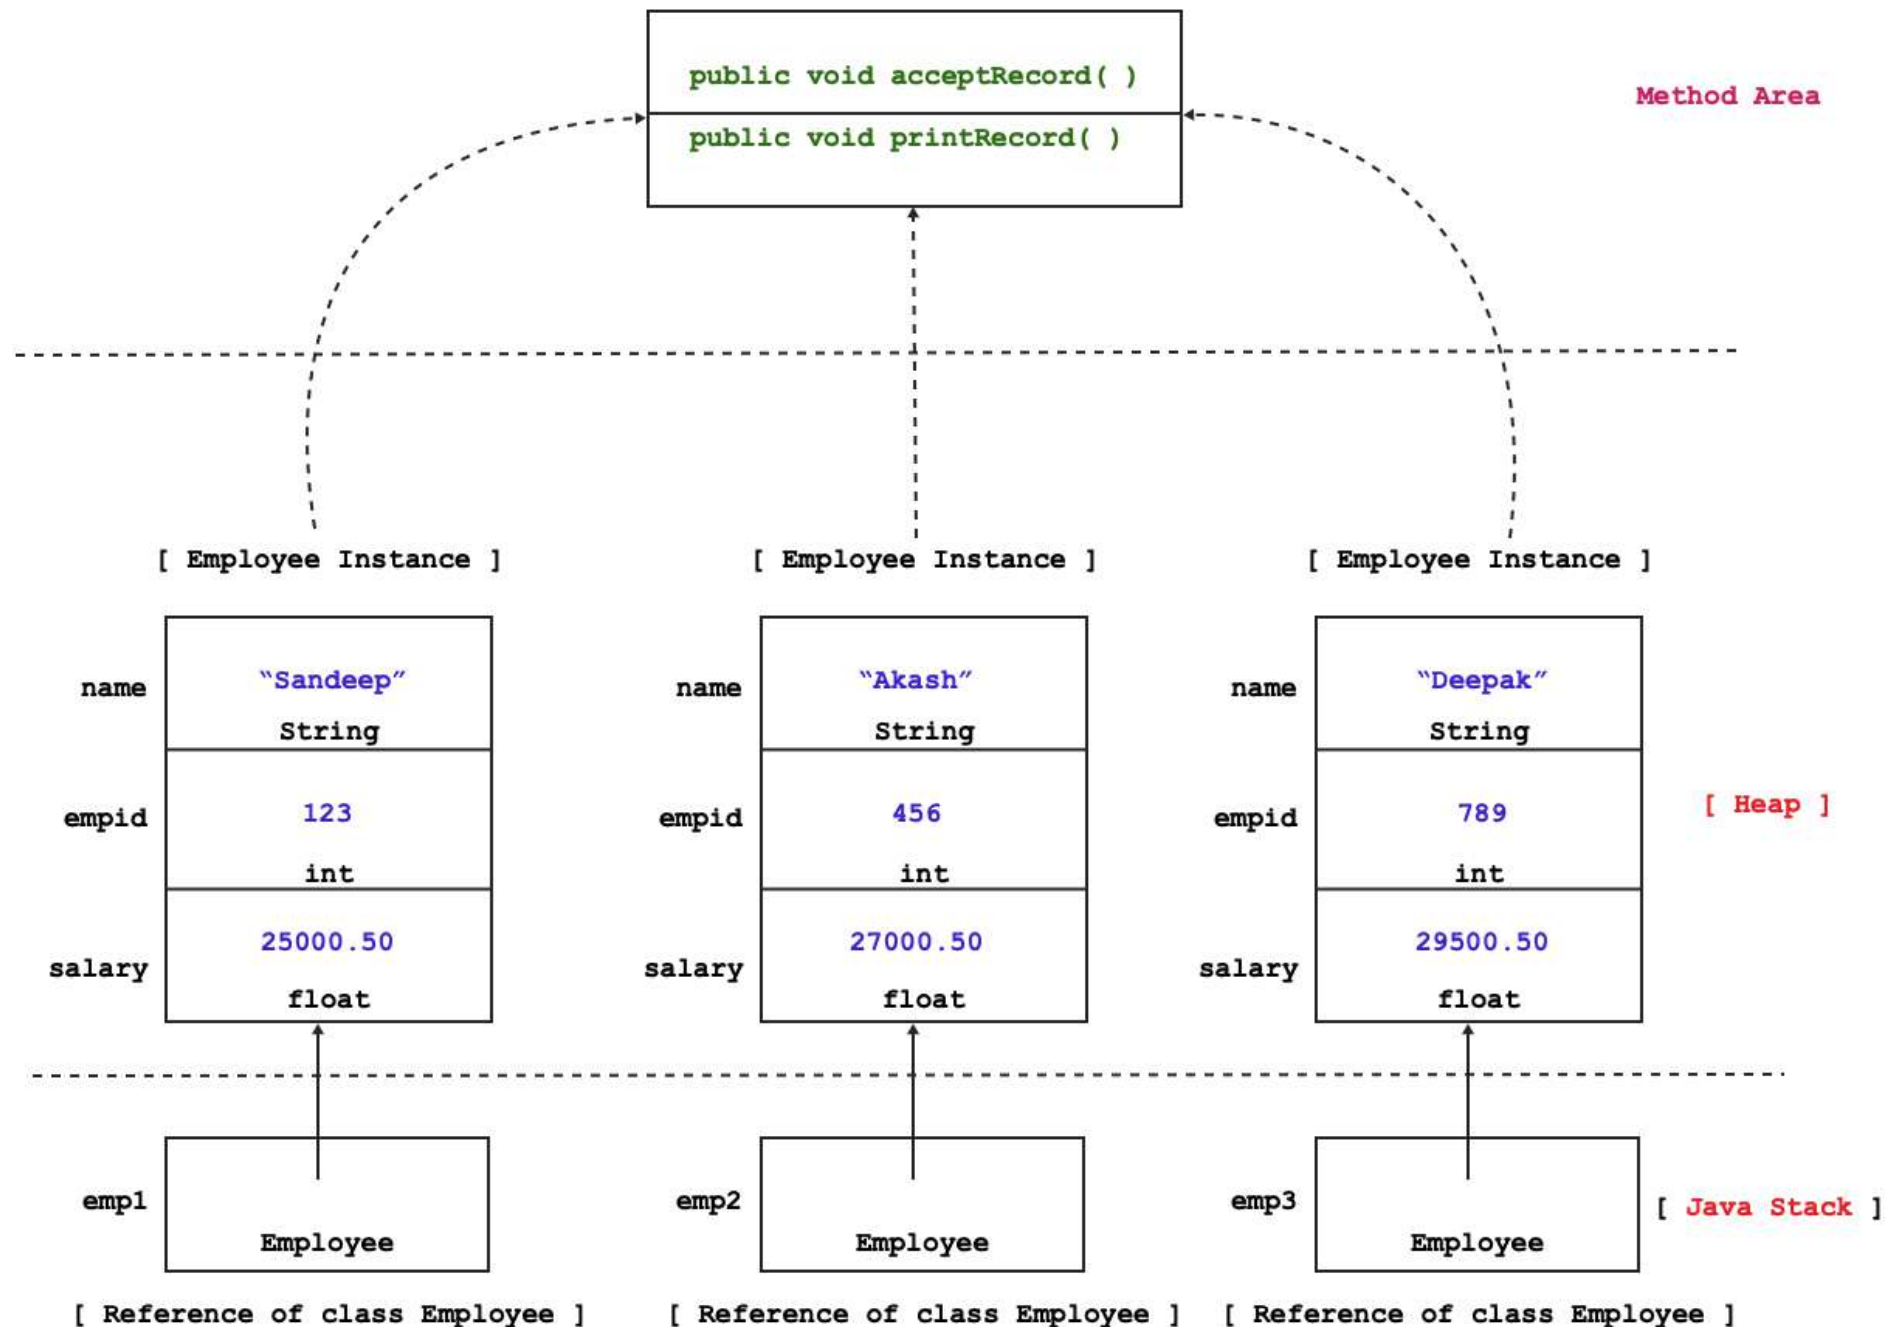 public void acceptRecord( )
Method Area
public void printRecord( )
[ Employee Instance ]
[ Employee Instance ]
[ Employee Instance ]
name
“Sandeep”
String
name
“Akash”
String
name
“Deepak”
String
empid
123
int
empid
456
int
empid
789
int
[ Heap ]
salary
25000.50
float
salary
27000.50
float
salary
29500.50
float
emp1
Employee
emp2
Employee
emp3
Employee
[ Java Stack ]
[ Reference of class Employee ]
[ Reference of class Employee ]
[ Reference of class Employee ]